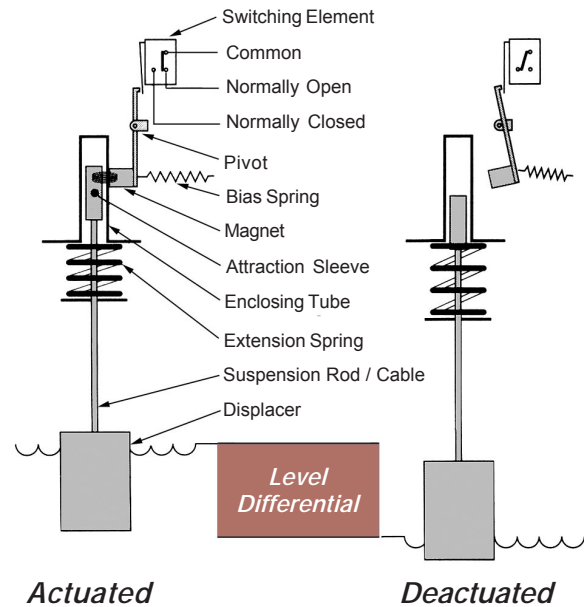 Switching Element
Common
Normally Open
Normally Closed
Pivot
Bias Spring
Magnet
Attraction Sleeve
Enclosing Tube
Extension Spring
Suspension Rod / Cable
Displacer
Level
Differential
Actuated
Deactuated